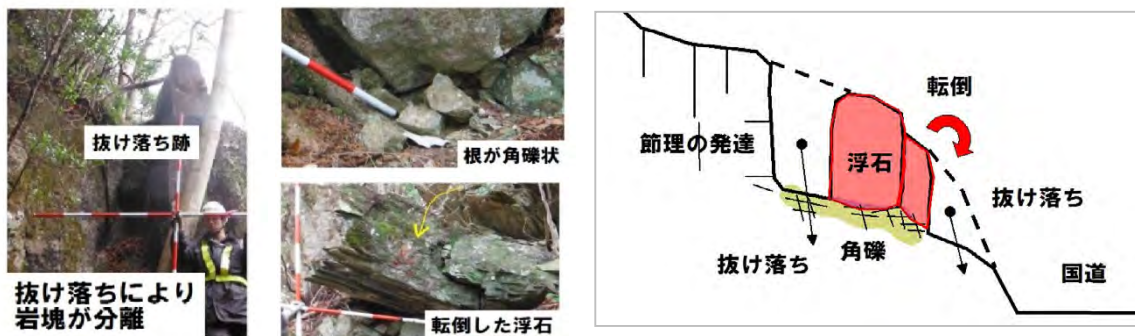 抜け落ち跡
抜け落ちにより
岩塊が分離
根が角礫状
転倒した浮石
転倒
節理の発達
浮石
抜け落ち
抜け落ち
角礫
国道